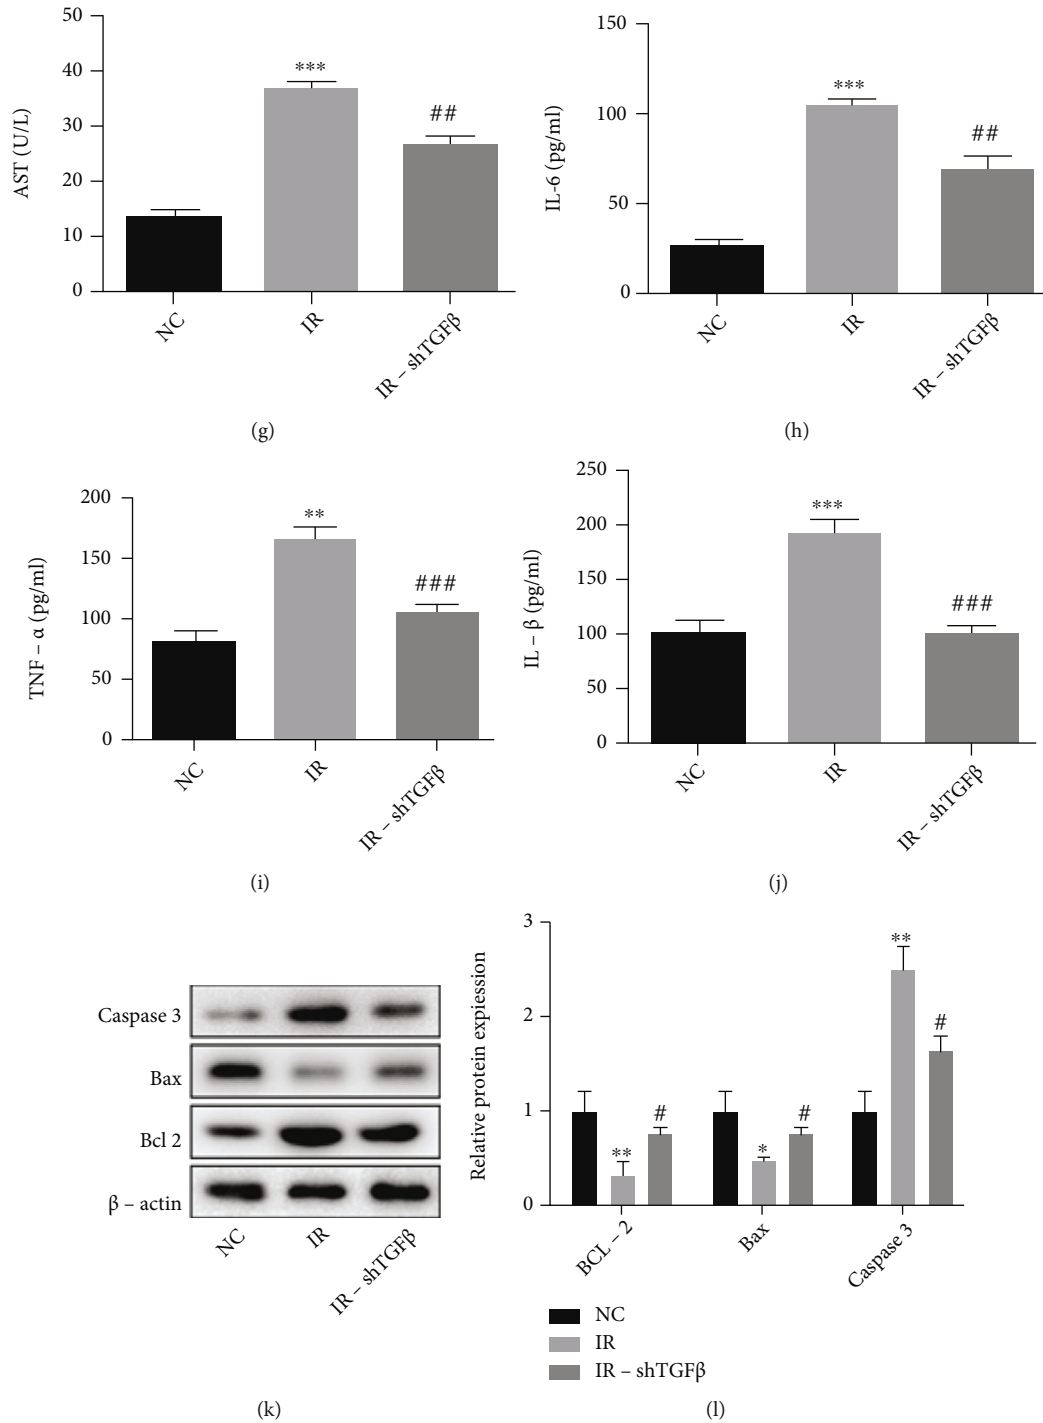 50
40
30
20
10
0
AST (U/L)
***
##
NC
IR
IR – shTGFβ
(g)
150
100
50
0
IL-6 (pg/ml)
***
##
NC
IR
IR – shTGFβ
(h)
200
150
100
50
0
TNF – α (pg/ml)
**
###
NC
IR
IR – shTGFβ
(i)
250
200
150
100
50
0
IL – β (pg/ml)
***
###
NC
IR
IR – shTGFβ
(j)
Caspase 3
Bax
Bcl 2
β – actin
NC
IR
IR – shTGFβ
(k)
3
2
1
0
Relative protein expiession
**
#
*
#
**
#
BCL – 2
Bax
Caspase 3
NC
IR
IR – shTGFβ
(l)